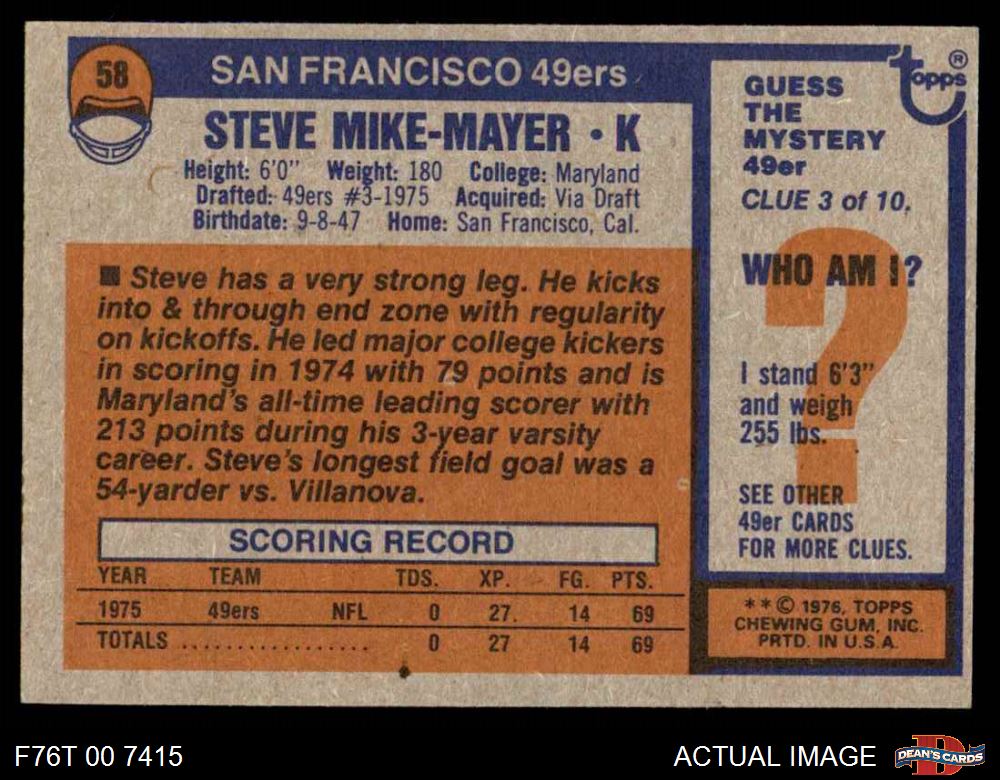 58
SAN FRANCISCO 49ers
STEVE MIKE-MAYER • K
Height: 6'0" Weight: 180 College: Maryland
Drafted: 49ers #3-1975 Acquired: Via Draft
Birthdate: 9-8-47 Home: San Francisco, Cal.
■ Steve has a very strong leg. He kicks
into & through end zone with regularity
on kickoffs. He led major college kickers
in scoring in 1974 with 79 points and is
Maryland's all-time leading scorer with
213 points during his 3-year varsity
career. Steve's longest field goal was a
54-yarder vs. Villanova.
SCORING RECORD
YEAR TEAM TDS. XP. FG. PTS.
1975 49ers NFL 0 27. 14 69
TOTALS .................. 0 27 14 69
topps ®
GUESS
THE
MYSTERY
49er
CLUE 3 of 10.
WHO AM I?
?
I stand 6'3"
and weigh
255 lbs.
SEE OTHER
49er CARDS
FOR MORE CLUES.
* * © 1976, TOPPS
CHEWING GUM, INC.
PRTD. IN U.S.A.
F76T 00 7415
ACTUAL IMAGE
D
DEAN'S CARDS